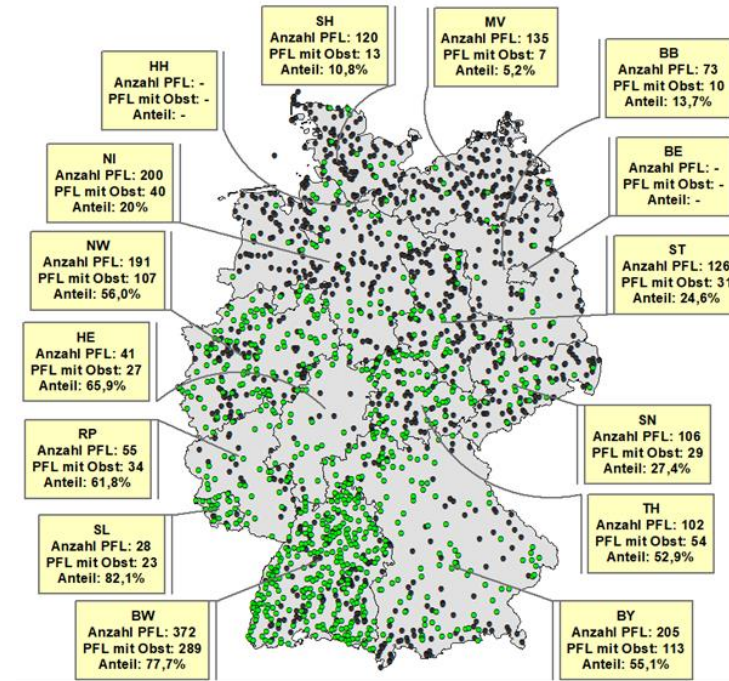 SH
Anzahl PFL: 120
PFL mit Obst: 13
Anteil: 10,8%
MV
Anzahl PFL: 135
PFL mit Obst: 7
Anteil: 5,2%
HH
Anzahl PFL: -
PFL mit Obst: -
Anteil: -
BB
Anzahl PFL: 73
PFL mit Obst: 10
Anteil: 13,7%
NI
Anzahl PFL: 200
PFL mit Obst: 40
Anteil: 20%
BE
Anzahl PFL: -
PFL mit Obst: -
Anteil: -
NW
Anzahl PFL: 191
PFL mit Obst: 107
Anteil: 56,0%
ST
Anzahl PFL: 126
PFL mit Obst: 31
Anteil: 24,6%
HE
Anzahl PFL: 41
PFL mit Obst: 27
Anteil: 65,9%
RP
Anzahl PFL: 55
PFL mit Obst: 34
Anteil: 61,8%
SN
Anzahl PFL: 106
PFL mit Obst: 29
Anteil: 27,4%
SL
Anzahl PFL: 28
PFL mit Obst: 23
Anteil: 82,1%
TH
Anzahl PFL: 102
PFL mit Obst: 54
Anteil: 52,9%
BW
Anzahl PFL: 372
PFL mit Obst: 289
Anteil: 77,7%
BY
Anzahl PFL: 205
PFL mit Obst: 113
Anteil: 55,1%